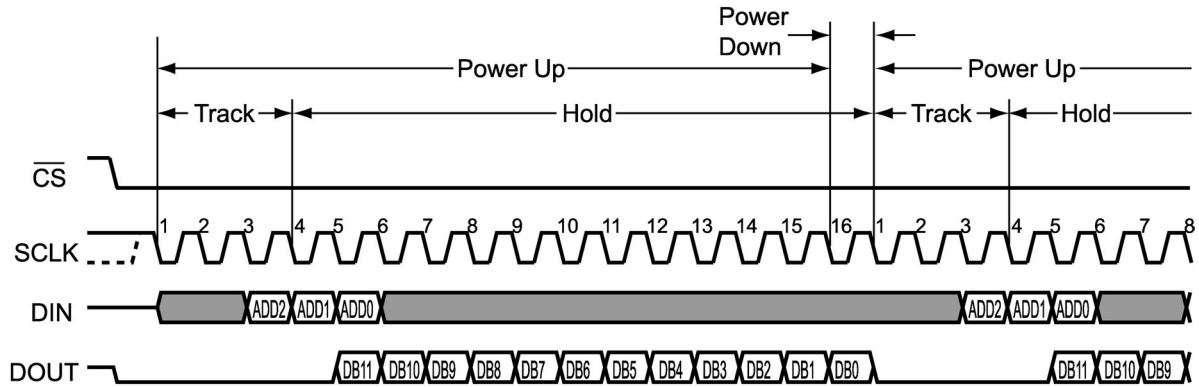 Power Down
Power Up Power Up
Track Hold Track Hold
CS
SCLK 1 2 3 4 5 6 7 8 9 10 11 12 13 14 15 16 1 2 3 4 5 6 7 8
DIN ADD2 ADD1 ADD0 ADD2 ADD1 ADD0
DOUT DB11 DB10 DB9 DB8 DB7 DB6 DB5 DB4 DB3 DB2 DB1 DB0 DB11 DB10 DB9